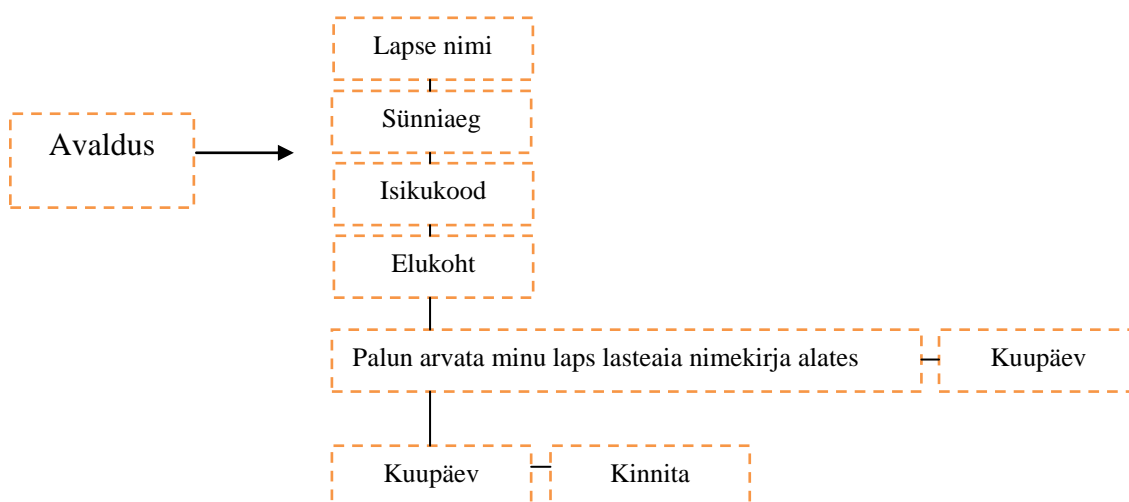 Lapse nimi
Sünniaeg
Avaldus
Isikukood
Elukoht
Palun arvata minu laps lasteaia nimekirja alates
Kuupäev
Kuupäev
Kinnita